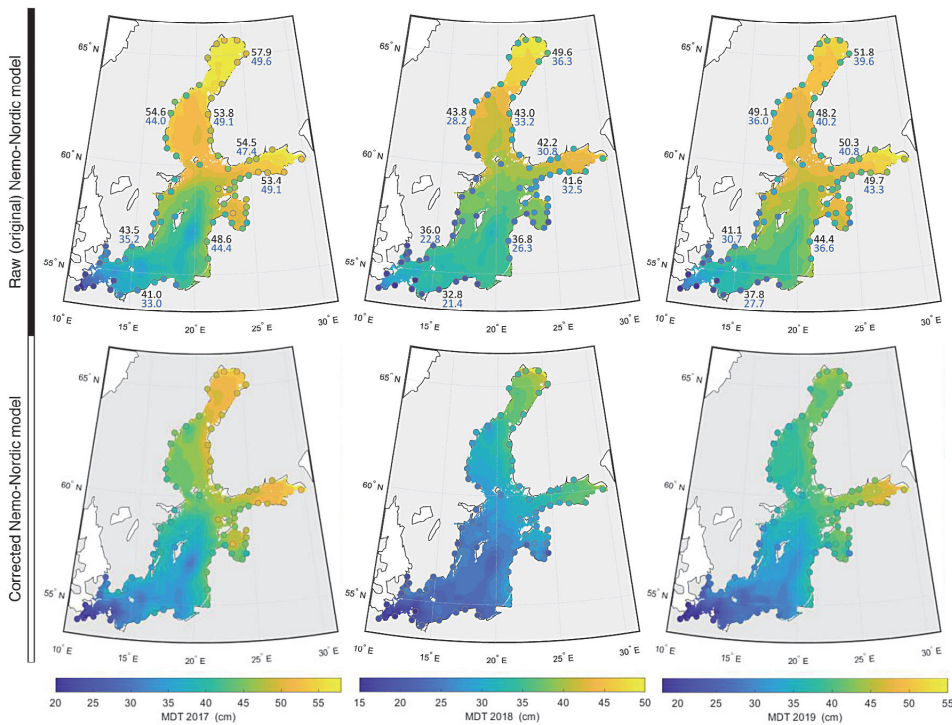 Raw (original) Nemo-Nordic model
65° N
60° N
55° N
10° E
15° E
20° E
25° E
30° E
57.9
49.6
54.6
44.0
53.8
49.1
54.5
47.4
53.4
49.1
43.5
35.2
48.6
44.4
41.0
33.0
65° N
60° N
55° N
10° E
15° E
20° E
25° E
30° E
49.6
36.3
43.8
28.2
43.0
33.2
42.2
30.8
41.6
32.5
36.0
22.8
36.8
26.3
32.8
21.4
65° N
60° N
55° N
10° E
15° E
20° E
25° E
30° E
51.8
39.6
49.1
36.0
48.2
40.2
50.3
40.8
49.7
43.3
41.1
30.7
44.4
36.6
37.8
27.7
Corrected Nemo-Nordic model
65° N
60° N
55° N
10° E
15° E
20° E
25° E
30° E
65° N
60° N
55° N
10° E
15° E
20° E
25° E
30° E
65° N
60° N
55° N
10° E
15° E
20° E
25° E
30° E
20 25 30 35 40 45 50 55
MDT 2017 (cm)
15 20 25 30 35 40 45 50
MDT 2018 (cm)
20 25 30 35 40 45 50
MDT 2019 (cm)